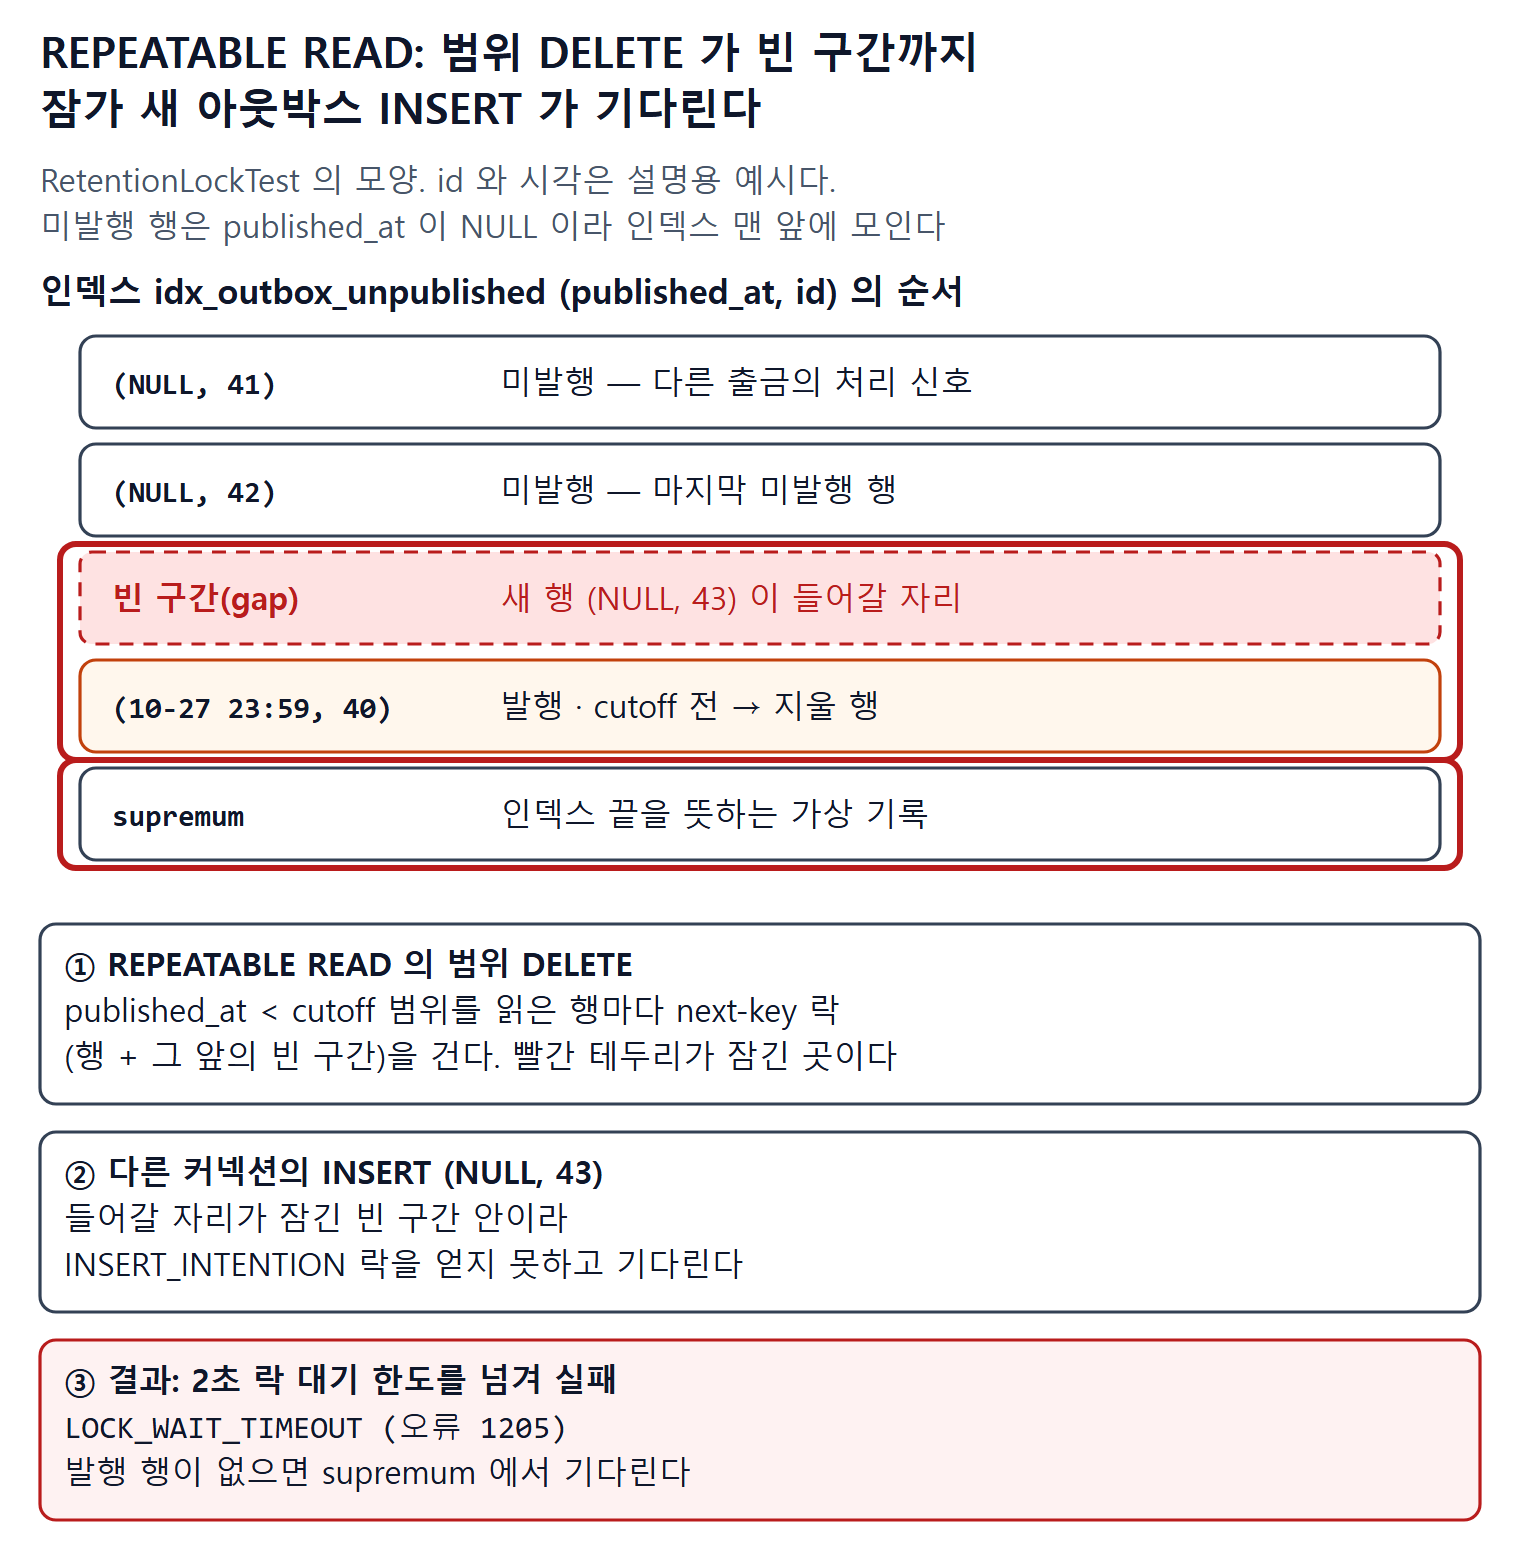 REPEATABLE READ: 범위 DELETE 가 빈 구간까지
잠가 새 아웃박스 INSERT 가 기다린다
RetentionLockTest 의 모양. id 와 시각은 설명용 예시다.
미발행 행은 published_at 이 NULL 이라 인덱스 맨 앞에 모인다
인덱스 idx_outbox_unpublished (published_at, id) 의 순서
(NULL, 41) 미발행 — 다른 출금의 처리 신호
(NULL, 42) 미발행 — 마지막 미발행 행
빈 구간(gap) 새 행 (NULL, 43) 이 들어갈 자리
(10-27 23:59, 40) 발행 · cutoff 전 → 지울 행
supremum 인덱스 끝을 뜻하는 가상 기록
① REPEATABLE READ 의 범위 DELETE
published_at < cutoff 범위를 읽은 행마다 next-key 락
(행 + 그 앞의 빈 구간)을 건다. 빨간 테두리가 잠긴 곳이다
② 다른 커넥션의 INSERT (NULL, 43)
들어갈 자리가 잠긴 빈 구간 안이라
INSERT_INTENTION 락을 얻지 못하고 기다린다
③ 결과: 2초 락 대기 한도를 넘겨 실패
LOCK_WAIT_TIMEOUT (오류 1205)
발행 행이 없으면 supremum 에서 기다린다